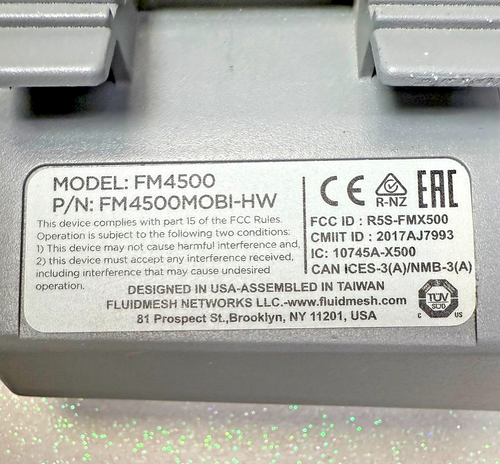 MODEL: FM4500
P/N: FM4500MOBI-HW
This device complies with part 15 of the FCC Rules.
Operation is subject to the following two conditions:
1) This device may not cause harmful interference and,
2) this device must accept any interference received,
including interference that may cause undesired
operation.
CE
R-NZ
EAC
FCC ID : R5S-FMX500
CMIIT ID : 2017AJ7993
IC: 10745A-X500
CAN ICES-3(A)/NMB-3(A)
DESIGNED IN USA-ASSEMBLED IN TAIWAN
FLUIDMESH NETWORKS LLC.-www.fluidmesh.com
81 Prospect St.,Brooklyn, NY 11201, USA
TÜV
SÜD
C US